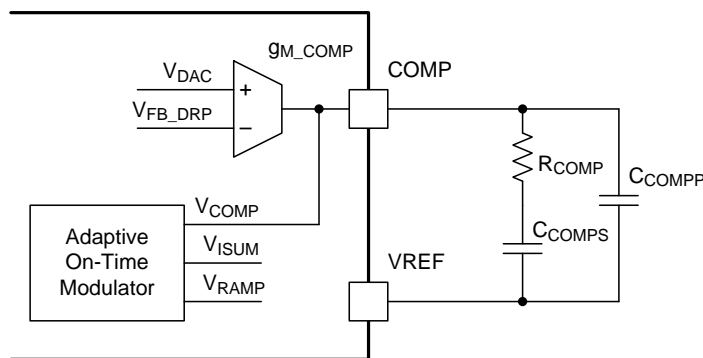 gM_COMP
COMP
VDAC
+
VFB_DRP
−
RCOMP
CCOMPP
VCOMP
CCOMPS
Adaptive
On-Time
Modulator
VISUM
VREF
VRAMP